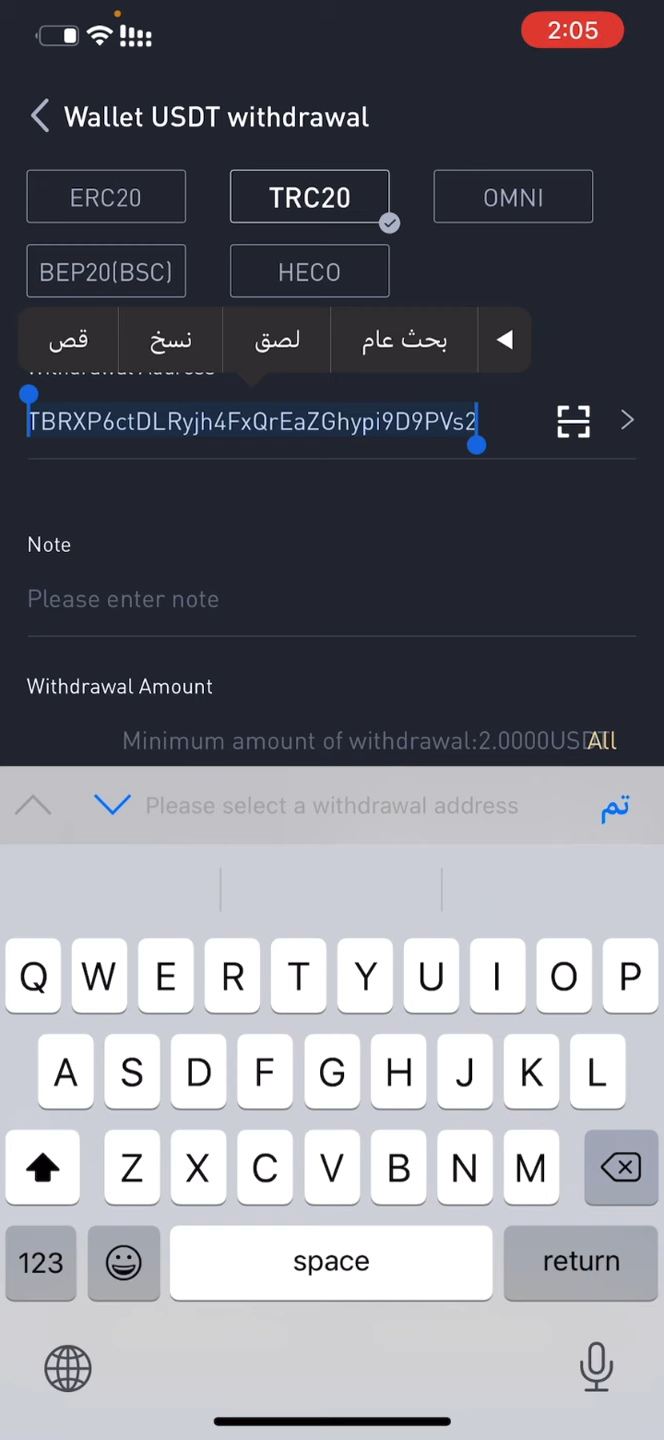 2:05
Wallet USDT withdrawal
ERC20
TRC20
OMNI
BEP20(BSC)
HECO
قص
نسخ
لصق
بحث عام
Withdrawal Address
TBRXP6ctDLRyjh4FxQrEaZGhypi9D9PVs2
Note
Please enter note
Withdrawal Amount
Minimum amount of withdrawal:2.0000USDT
All
Please select a withdrawal address
تم
Q W E R T Y U I O P
A S D F G H J K L
Z X C V B N M
123
space
return